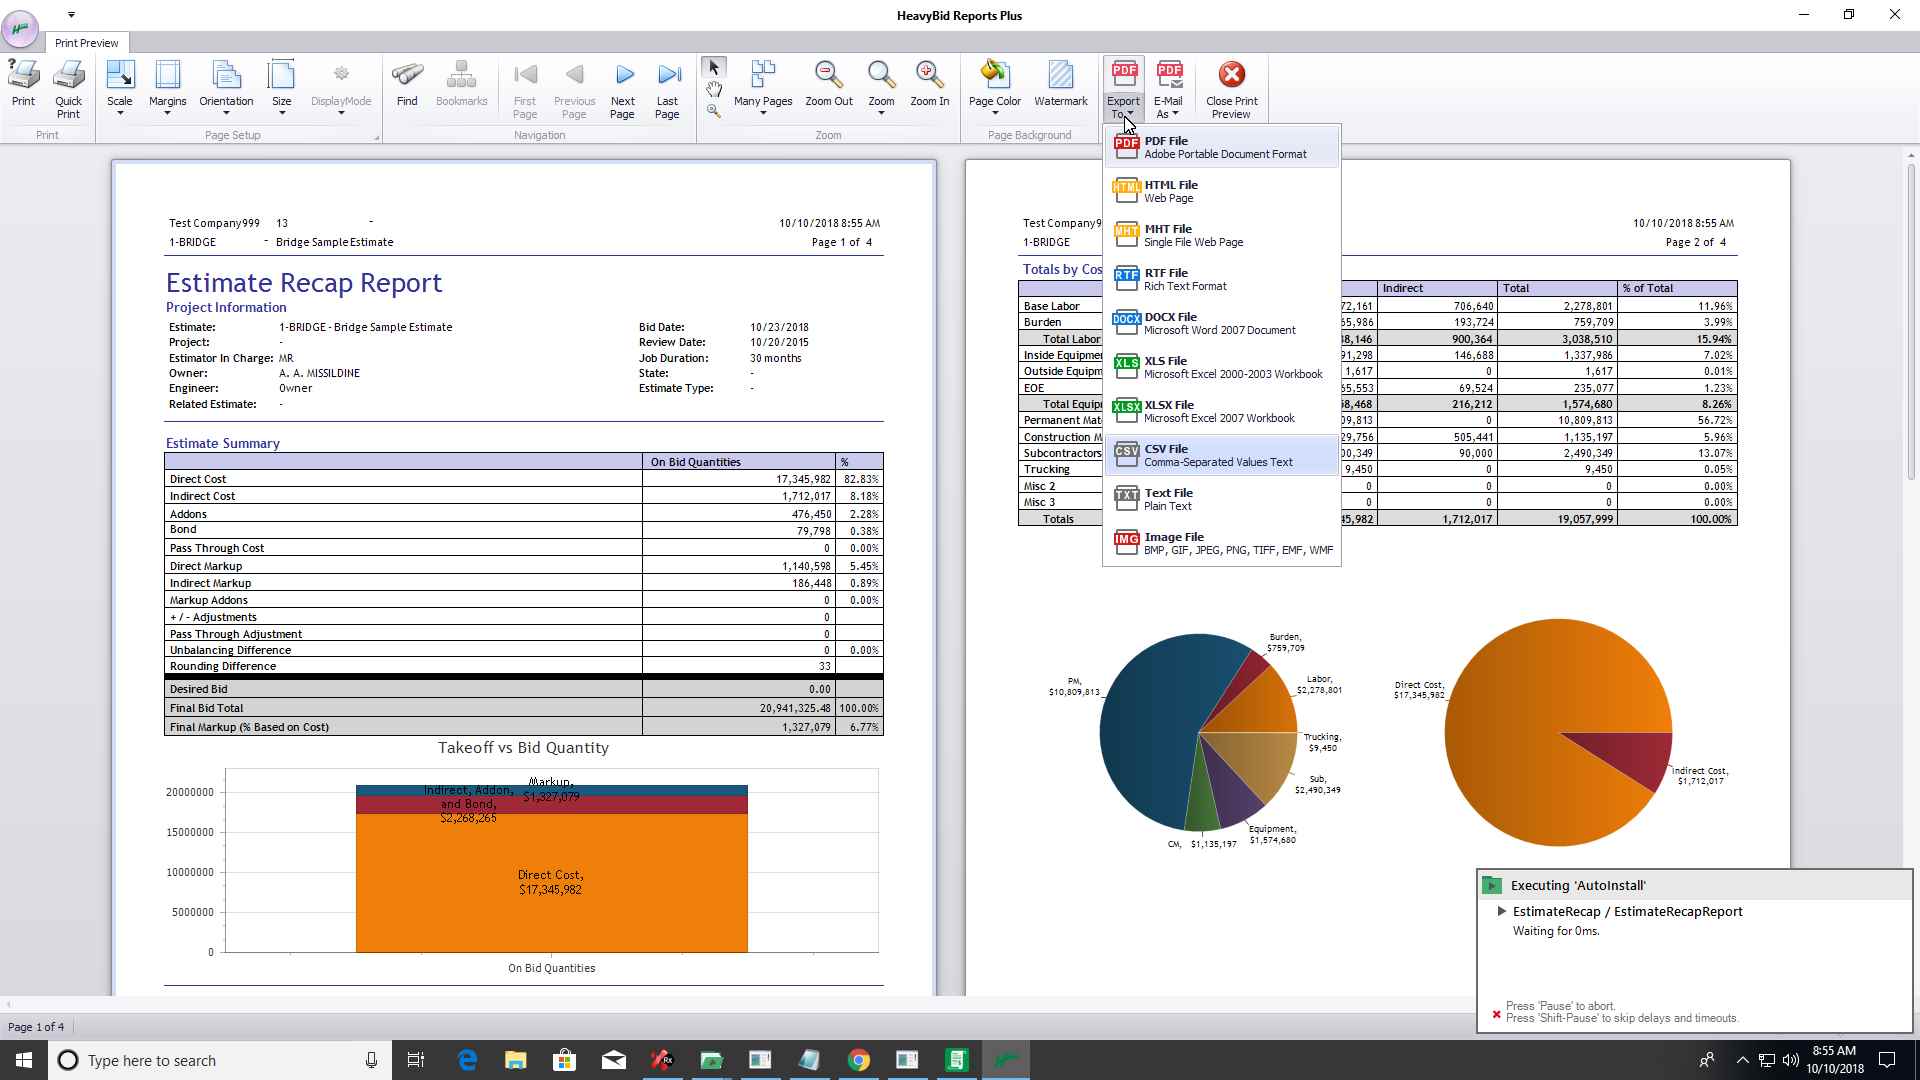 HeavyBid Reports Plus
Print Preview
Print
Quick Print
Scale
Margins
Orientation
Size
DisplayMode
Find
Bookmarks
First Page
Previous Page
Next Page
Last Page
Many Pages
Zoom Out
Zoom
Zoom In
Page Color
Watermark
Export To
E-Mail As
Close Print Preview
Print
Page Setup
Navigation
Zoom
Page Background
PDF File
Adobe Portable Document Format
HTML File
Web Page
MHT File
Single File Web Page
RTF File
Rich Text Format
DOCX File
Microsoft Word 2007 Document
XLS File
Microsoft Excel 2000-2003 Workbook
XLSX File
Microsoft Excel 2007 Workbook
CSV File
Comma-Separated Values Text
Text File
Plain Text
Image File
BMP, GIF, JPEG, PNG, TIFF, EMF, WMF
Test Company999 13 - 10/10/2018 8:55 AM
1-BRIDGE - Bridge Sample Estimate Page 1 of 4
Estimate Recap Report
Project Information
Estimate: 1-BRIDGE - Bridge Sample Estimate Bid Date: 10/23/2018
Project: - Review Date: 10/20/2015
Estimator In Charge: MR Job Duration: 30 months
Owner: A. A. MISSILDINE State: -
Engineer: Owner Estimate Type: -
Related Estimate: -
Estimate Summary
On Bid Quantities %
Direct Cost 17,345,982 82.83%
Indirect Cost 1,712,017 8.18%
Addons 476,450 2.28%
Bond 79,798 0.38%
Pass Through Cost 0 0.00%
Direct Markup 1,140,598 5.45%
Indirect Markup 186,448 0.89%
Markup Addons 0 0.00%
+ / - Adjustments 0
Pass Through Adjustment 0
Unbalancing Difference 0 0.00%
Rounding Difference 33
Desired Bid 0.00
Final Bid Total 20,941,325.48 100.00%
Final Markup (% Based on Cost) 1,327,079 6.77%
Takeoff vs Bid Quantity
20000000
15000000
10000000
5000000
0
Markup, $1,327,079
Indirect, Addon, and Bond, $2,268,265
Direct Cost, $17,345,982
On Bid Quantities
Test Company9 10/10/2018 8:55 AM
1-BRIDGE Page 2 of 4
Totals by Cos
Indirect Total % of Total
Base Labor 72,161 706,640 2,278,801 11.96%
Burden 65,986 193,724 759,709 3.99%
Total Labor 38,146 900,364 3,038,510 15.94%
Inside Equipme 91,298 146,688 1,337,986 7.02%
Outside Equipm 1,617 0 1,617 0.01%
EOE 65,553 69,524 235,077 1.23%
Total Equip 58,468 216,212 1,574,680 8.26%
Permanent Mat 09,813 0 10,809,813 56.72%
Construction M 29,756 505,441 1,135,197 5.96%
Subcontractors 00,349 90,000 2,490,349 13.07%
Trucking 9,450 0 9,450 0.05%
Misc 2 0 0 0 0.00%
Misc 3 0 0 0 0.00%
Totals 45,982 1,712,017 19,057,999 100.00%
Burden, $759,709
PM, $10,809,813
Labor, $2,278,801
Trucking, $9,450
Sub, $2,490,349
Equipment, $1,574,680
CM, $1,135,197
Direct Cost, $17,345,982
Indirect Cost, $1,712,017
Executing 'AutoInstall'
EstimateRecap / EstimateRecapReport
Waiting for 0ms.
Press 'Pause' to abort.
Press 'Shift-Pause' to skip delays and timeouts.
Page 1 of 4
Type here to search
8:55 AM
10/10/2018